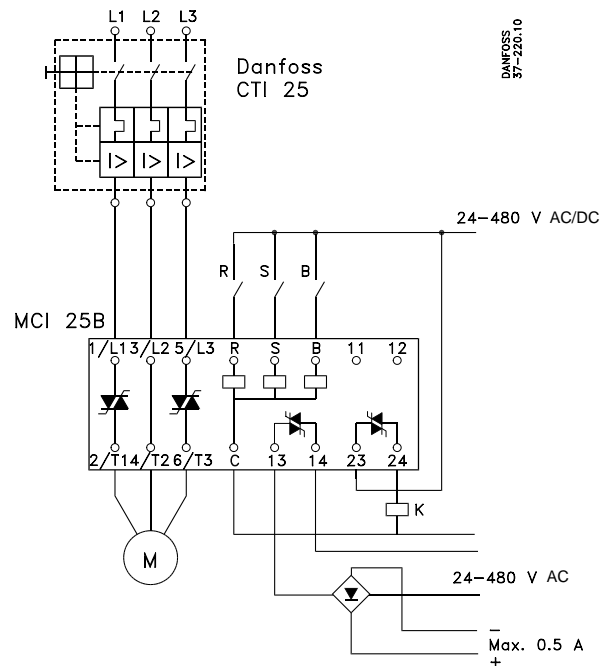 L1 L2 L3
DANFOSS
37-220.10
Danfoss
CTI 25
I> I> I>
24-480 V AC/DC
R S B
MCI 25B
1/L1 3/L2 5/L3 R S B 11 12
2/T1 4/T2 6/T3 C 13 14 23 24
K
M
24-480 V AC
−
Max. 0.5 A
+